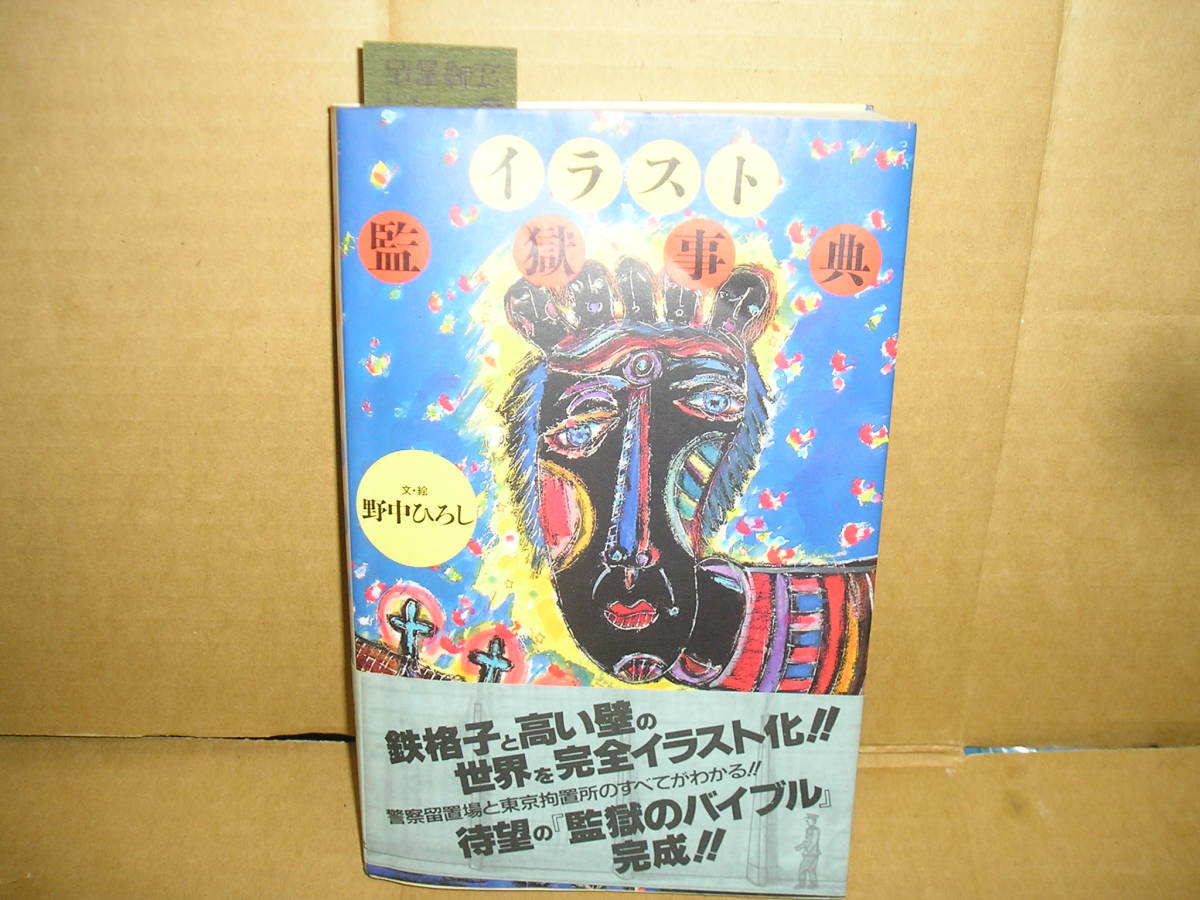 イラスト
監獄事典
文・絵
野中ひろし
鉄格子と高い壁の
世界を完全イラスト化!!
警察留置場と東京拘置所のすべてがわかる!!
待望の『監獄のバイブル』
完成!!